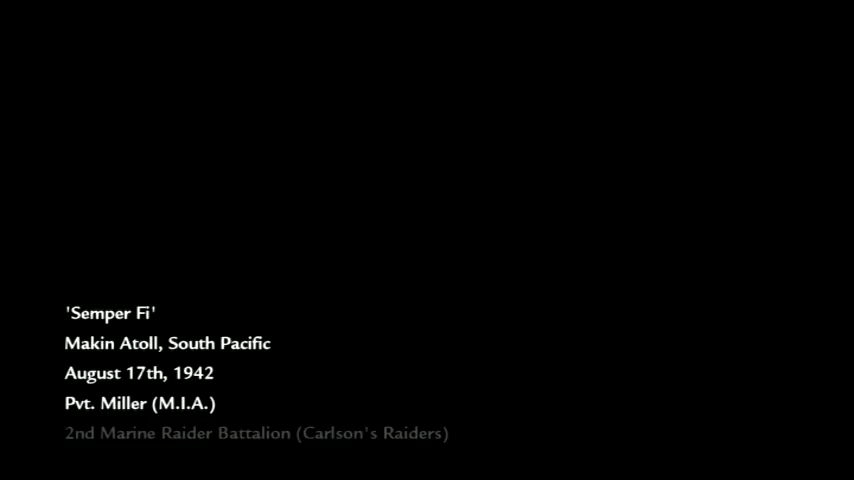 'Semper Fi'
Makin Atoll, South Pacific
August 17th, 1942
Pvt. Miller (M.I.A.)
2nd Marine Raider Battalion (Carlson's Raiders)